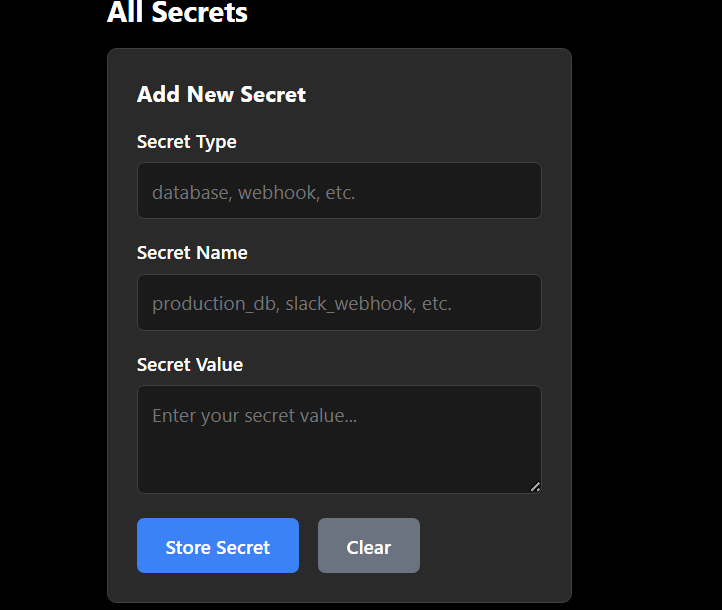 All Secrets
Add New Secret
Secret Type
database, webhook, etc.
Secret Name
production_db, slack_webhook, etc.
Secret Value
Enter your secret value...
Store Secret
Clear